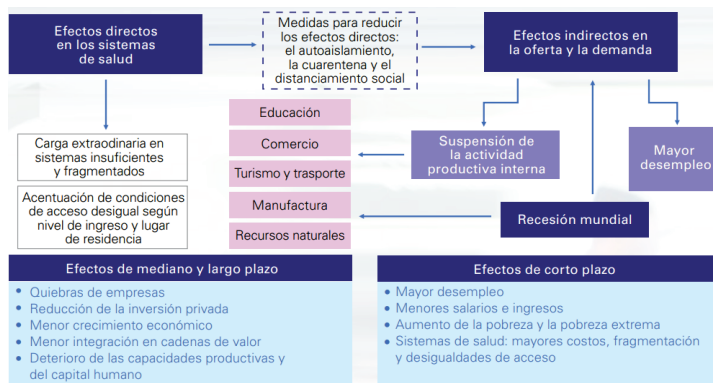 Efectos directos
en los sistemas
de salud
Medidas para reducir
los efectos directos:
el autoaislamiento,
la cuarentena y el
distanciamiento social
Efectos indirectos en
la oferta y la demanda
Carga extraodinaria en
sistemas insuficientes
y fragmentados
Acentuación de condiciones
de acceso desigual según
nivel de ingreso y lugar
de residencia
Educación
Comercio
Turismo y trasporte
Manufactura
Recursos naturales
Suspensión de
la actividad
productiva interna
Mayor
desempleo
Recesión mundial
Efectos de mediano y largo plazo
• Quiebras de empresas
• Reducción de la inversión privada
• Menor crecimiento económico
• Menor integración en cadenas de valor
• Deterioro de las capacidades productivas y
del capital humano
Efectos de corto plazo
• Mayor desempleo
• Menores salarios e ingresos
• Aumento de la pobreza y la pobreza extrema
• Sistemas de salud: mayores costos, fragmentación
y desigualdades de acceso